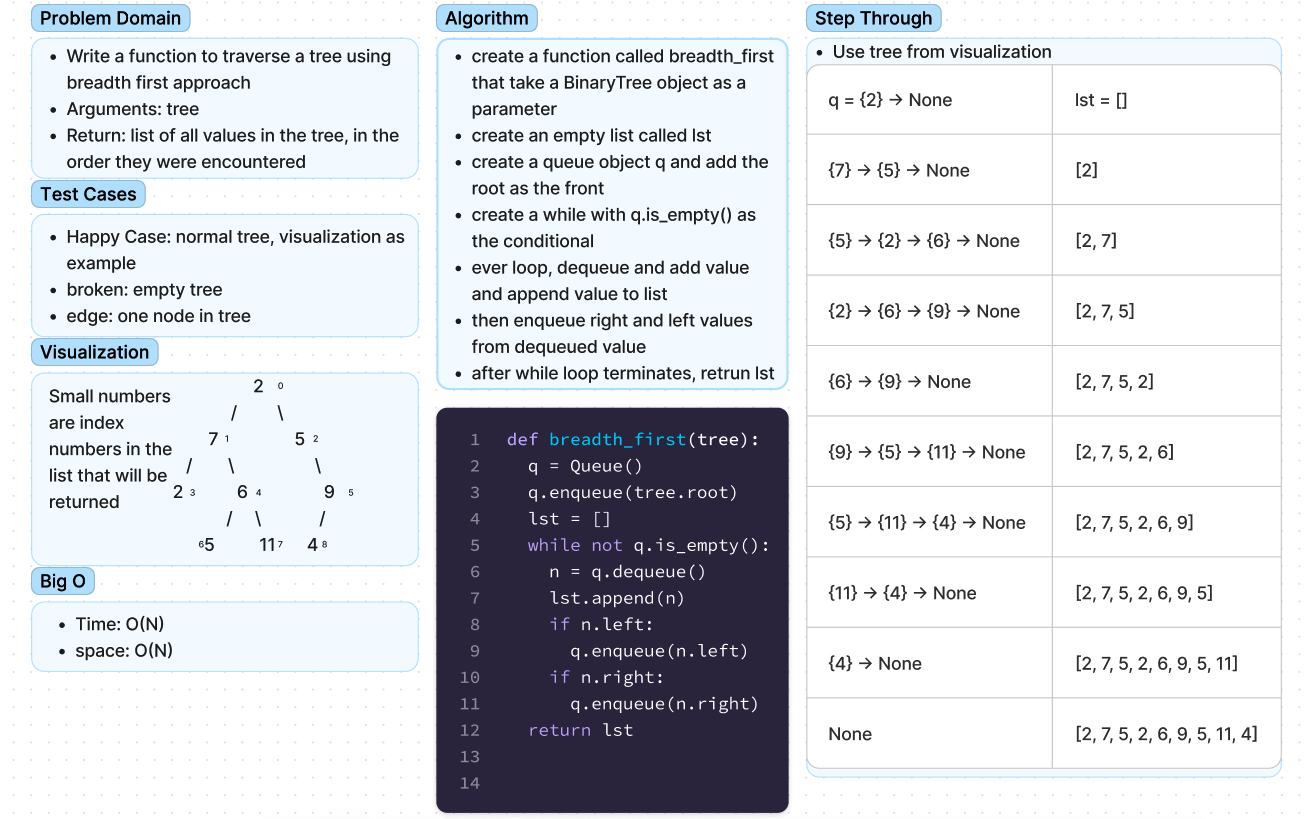 Problem Domain
• Write a function to traverse a tree using
breadth first approach
• Arguments: tree
• Return: list of all values in the tree, in the
order they were encountered
Test Cases
• Happy Case: normal tree, visualization as
example
• broken: empty tree
• edge: one node in tree
Visualization
Small numbers
are index
numbers in the
list that will be
returned
2 0
/ \
7 1 5 2
/ \ \
2 3 6 4 9 5
/ \ /
6 5 11 7 4 8
Big O
• Time: O(N)
• space: O(N)
Algorithm
• create a function called breadth_first
that take a BinaryTree object as a
parameter
• create an empty list called lst
• create a queue object q and add the
root as the front
• create a while with q.is_empty() as
the conditional
• ever loop, dequeue and add value
and append value to list
• then enqueue right and left values
from dequeued value
• after while loop terminates, retrun lst
1 def breadth_first(tree):
2   q = Queue()
3   q.enqueue(tree.root)
4   lst = []
5   while not q.is_empty():
6     n = q.dequeue()
7     lst.append(n)
8     if n.left:
9       q.enqueue(n.left)
10     if n.right:
11       q.enqueue(n.right)
12   return lst
13
14
Step Through
• Use tree from visualization
q = {2} → None lst = []
{7} → {5} → None [2]
{5} → {2} → {6} → None [2, 7]
{2} → {6} → {9} → None [2, 7, 5]
{6} → {9} → None [2, 7, 5, 2]
{9} → {5} → {11} → None [2, 7, 5, 2, 6]
{5} → {11} → {4} → None [2, 7, 5, 2, 6, 9]
{11} → {4} → None [2, 7, 5, 2, 6, 9, 5]
{4} → None [2, 7, 5, 2, 6, 9, 5, 11]
None [2, 7, 5, 2, 6, 9, 5, 11, 4]